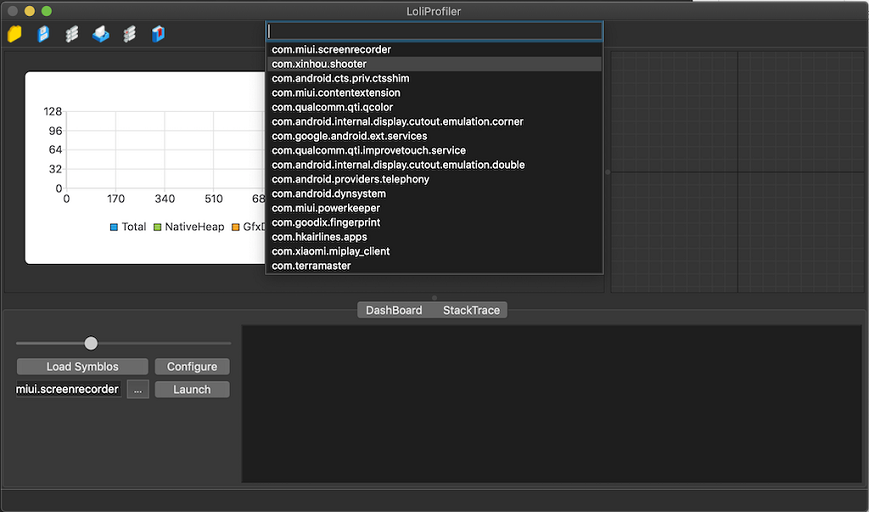 LoliProfiler
com.miui.screenrecorder
com.xinhou.shooter
com.android.cts.priv.ctsshim
com.miui.contentextension
com.qualcomm.qti.qcolor
com.android.internal.display.cutout.emulation.corner
com.google.android.ext.services
com.qualcomm.qti.improvetouch.service
com.android.internal.display.cutout.emulation.double
com.android.providers.telephony
com.android.dynsystem
com.miui.powerkeeper
com.goodix.fingerprint
com.hkairlines.apps
com.xiaomi.miplay_client
com.terramaster
128
96
64
32
0
0 170 340 510
Total NativeHeap
DashBoard StackTrace
Load Symblos Configure
miui.screenrecorder ... Launch